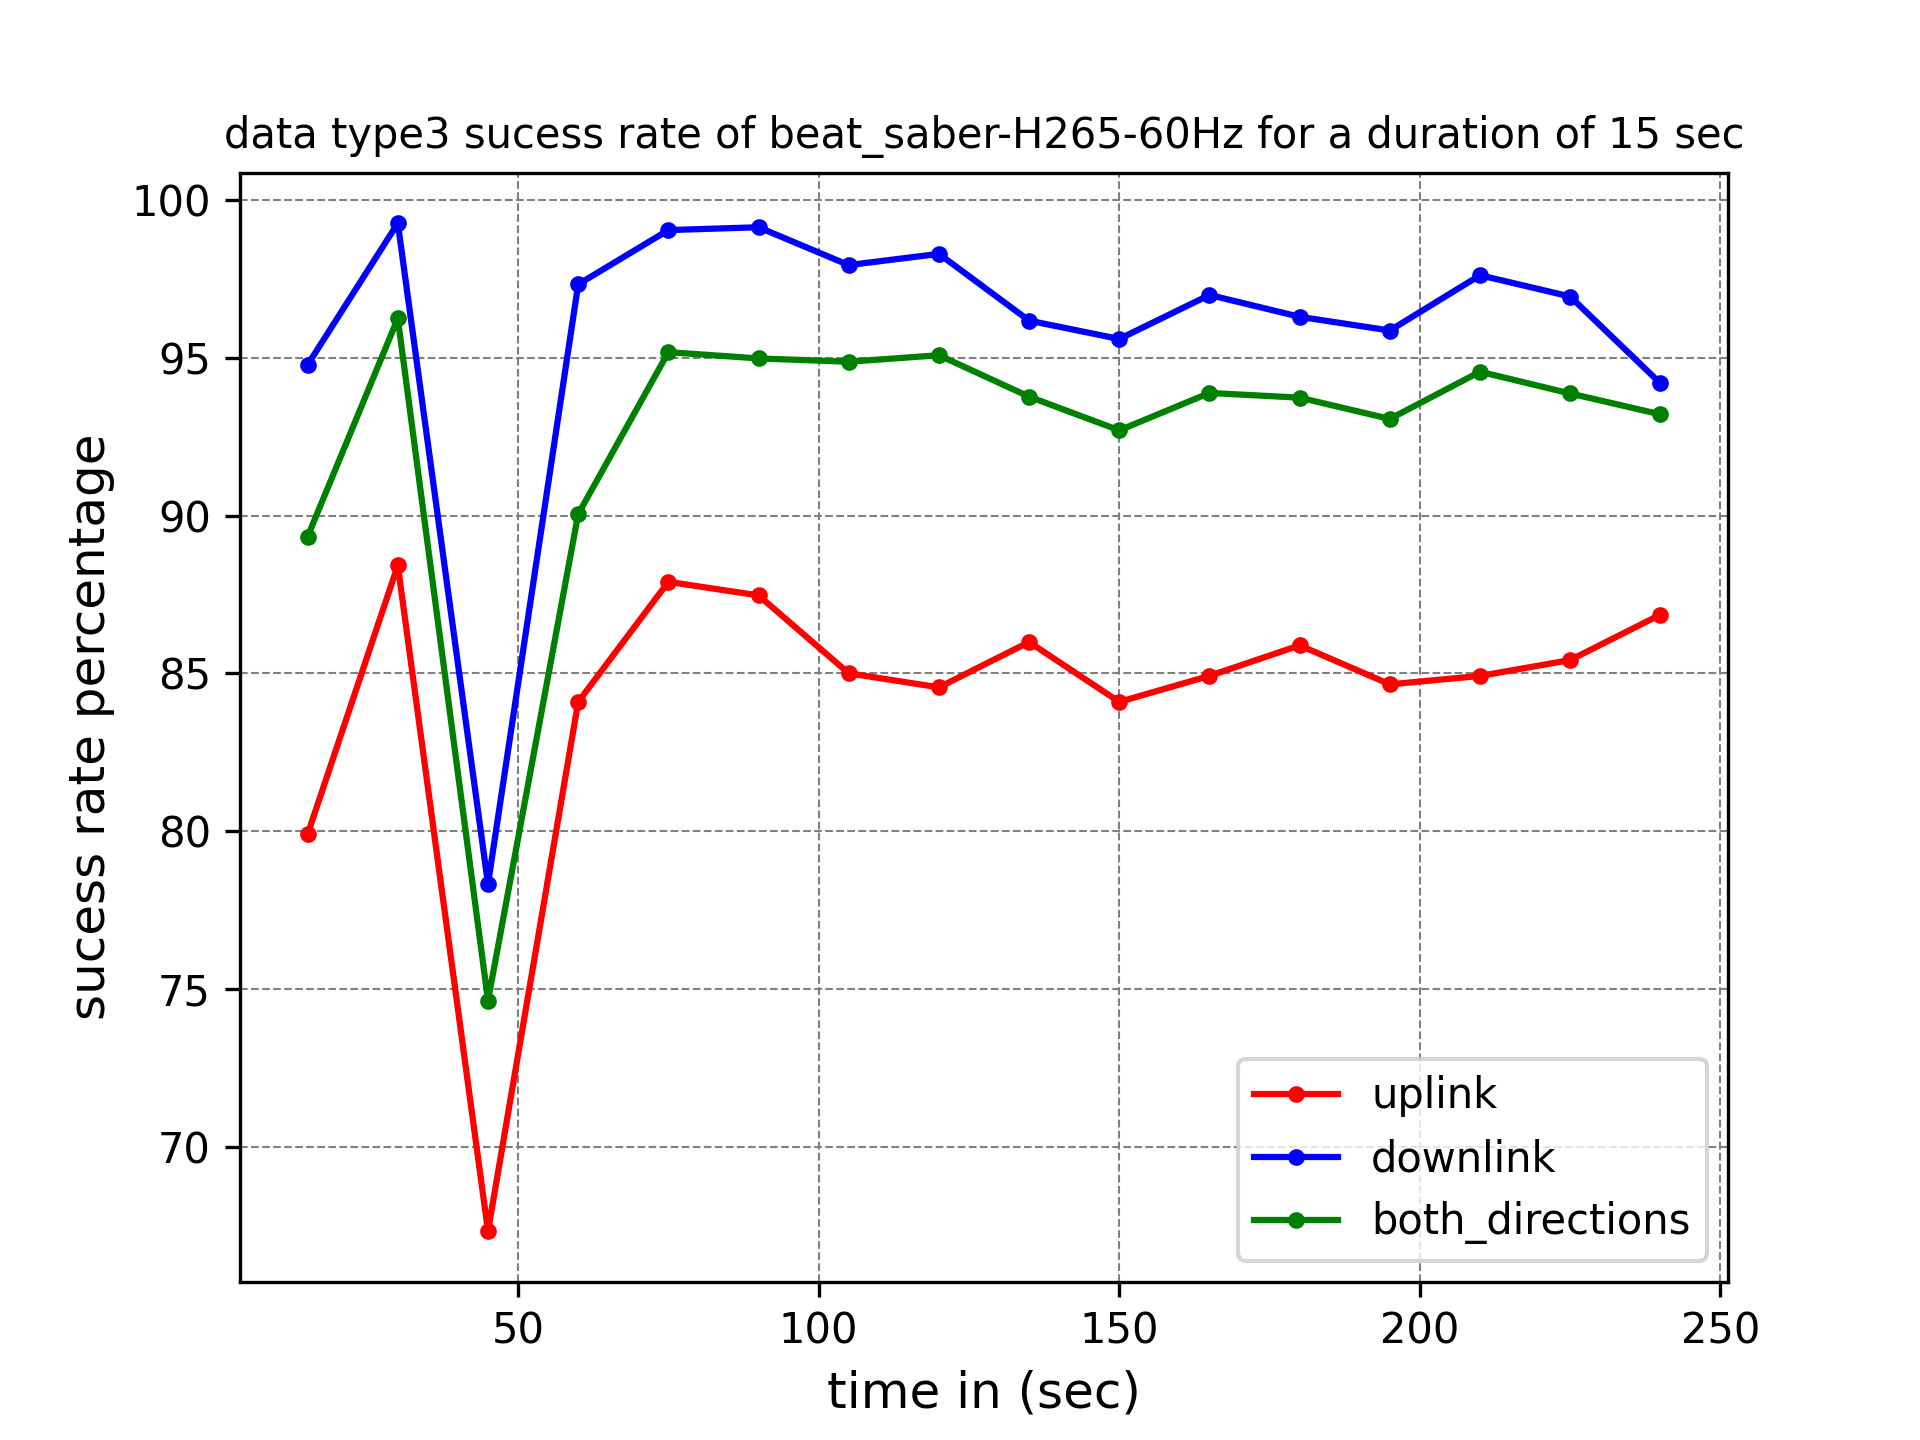 data type3 sucess rate of beat_saber-H265-60Hz for a duration of 15 sec
sucess rate percentage
100
95
90
85
80
75
70
50
100
150
200
250
time in (sec)
uplink
downlink
both_directions